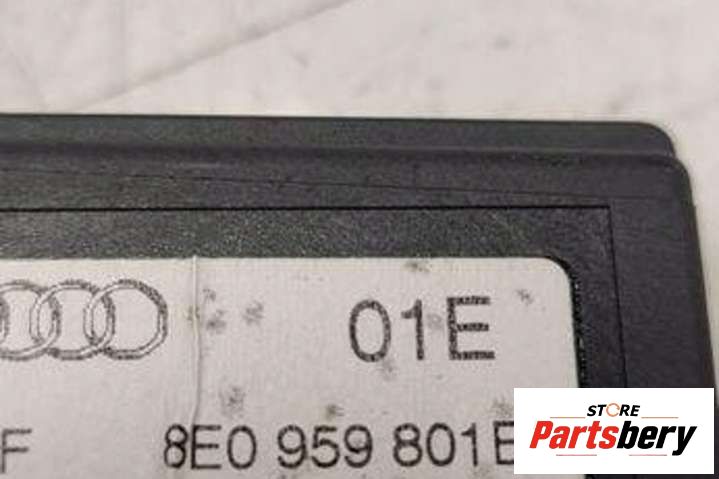 01E
F 8E0 959 801E
STORE
Partsbery